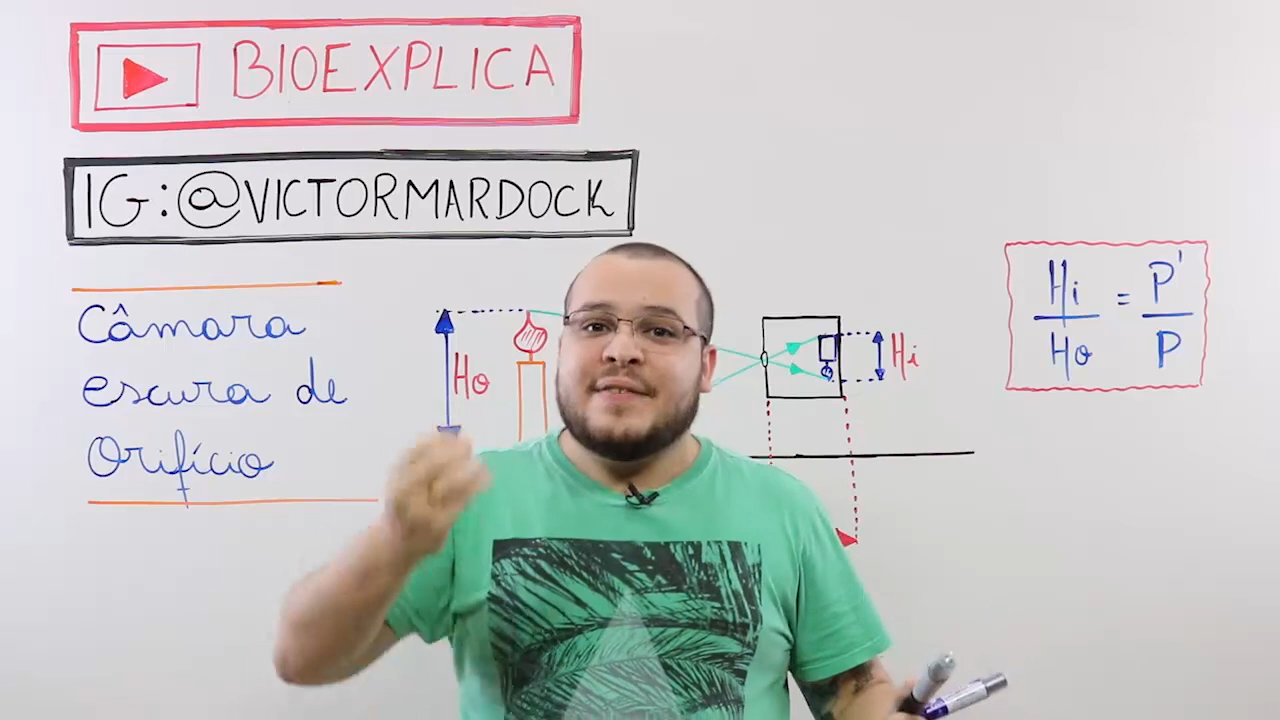 BIOEXPLICA
IG:@VICTORMARDOCK
Câmara
escura de
Orifício
Ho
Hi
Hi = P'
Ho P